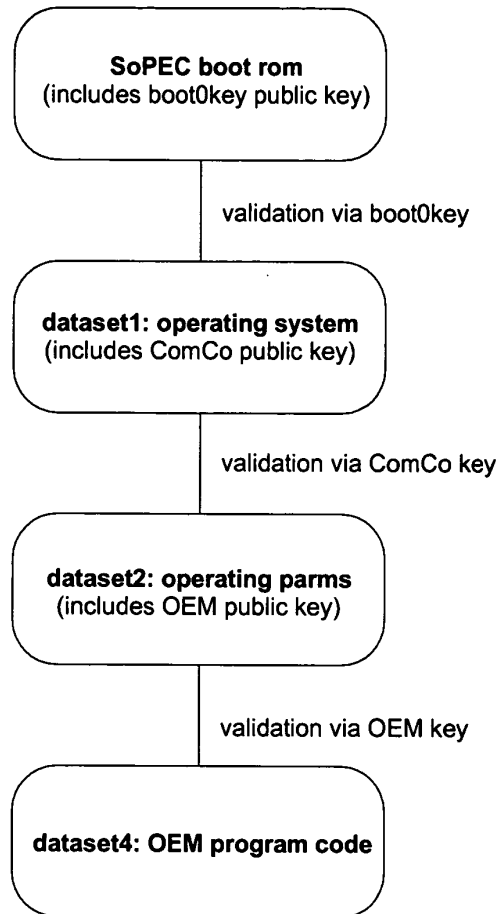 SoPEC boot rom
(includes boot0key public key)
validation via boot0key
dataset1: operating system
(includes ComCo public key)
validation via ComCo key
dataset2: operating parms
(includes OEM public key)
validation via OEM key
dataset4: OEM program code